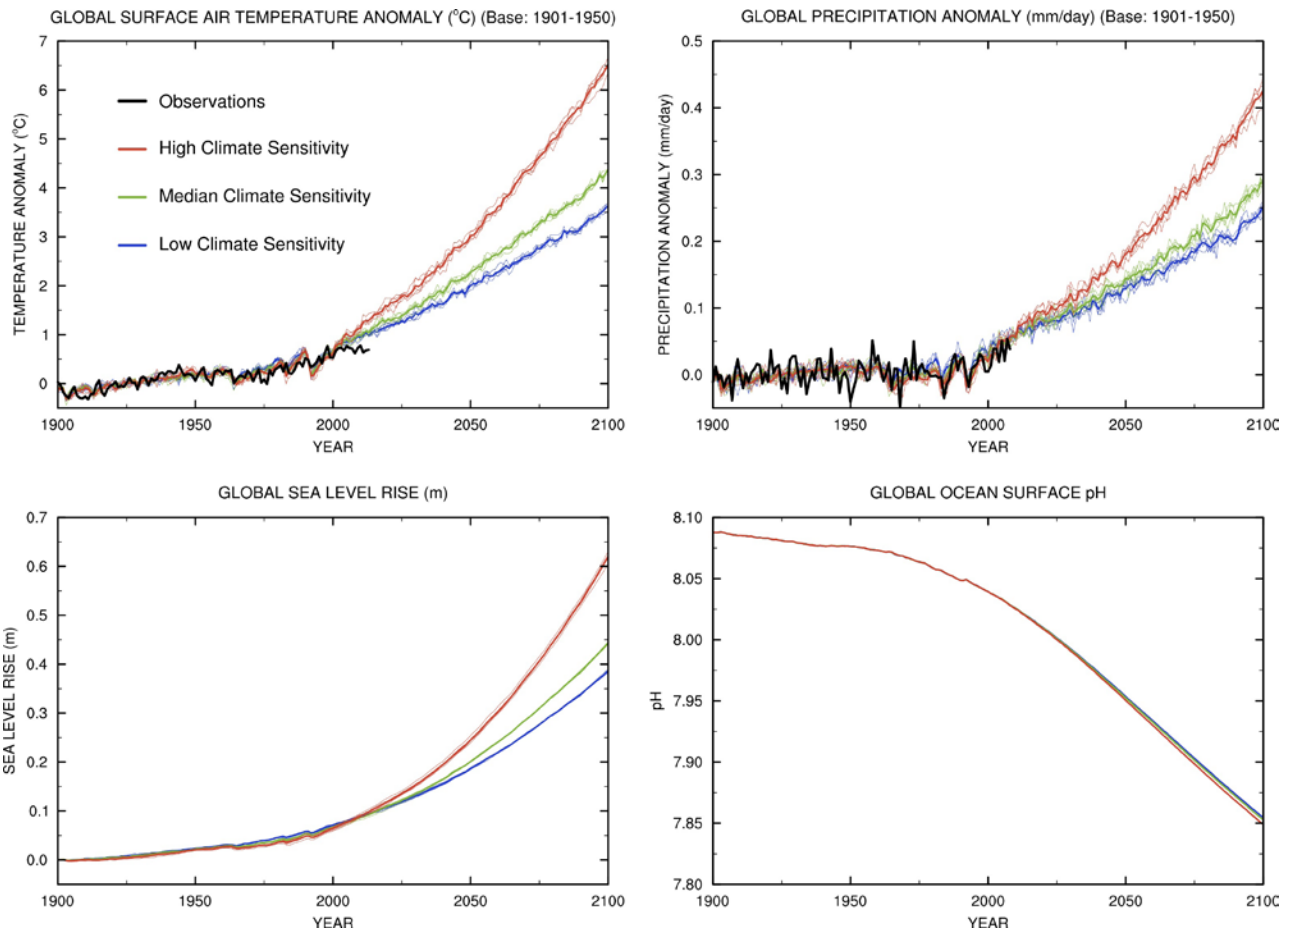 GLOBAL SURFACE AIR TEMPERATURE ANOMALY (°C) (Base: 1901-1950)
7
6
5
4
3
2
1
0
TEMPERATURE ANOMALY (°C)
Observations
High Climate Sensitivity
Median Climate Sensitivity
Low Climate Sensitivity
1900 1950 2000 2050 2100
YEAR
GLOBAL PRECIPITATION ANOMALY (mm/day) (Base: 1901-1950)
0.5
0.4
0.3
0.2
0.1
0.0
PRECIPITATION ANOMALY (mm/day)
1900 1950 2000 2050 2100
YEAR
GLOBAL SEA LEVEL RISE (m)
0.7
0.6
0.5
0.4
0.3
0.2
0.1
0.0
SEA LEVEL RISE (m)
1900 1950 2000 2050 2100
YEAR
GLOBAL OCEAN SURFACE pH
8.10
8.05
8.00
7.95
7.90
7.85
7.80
pH
1900 1950 2000 2050 2100
YEAR